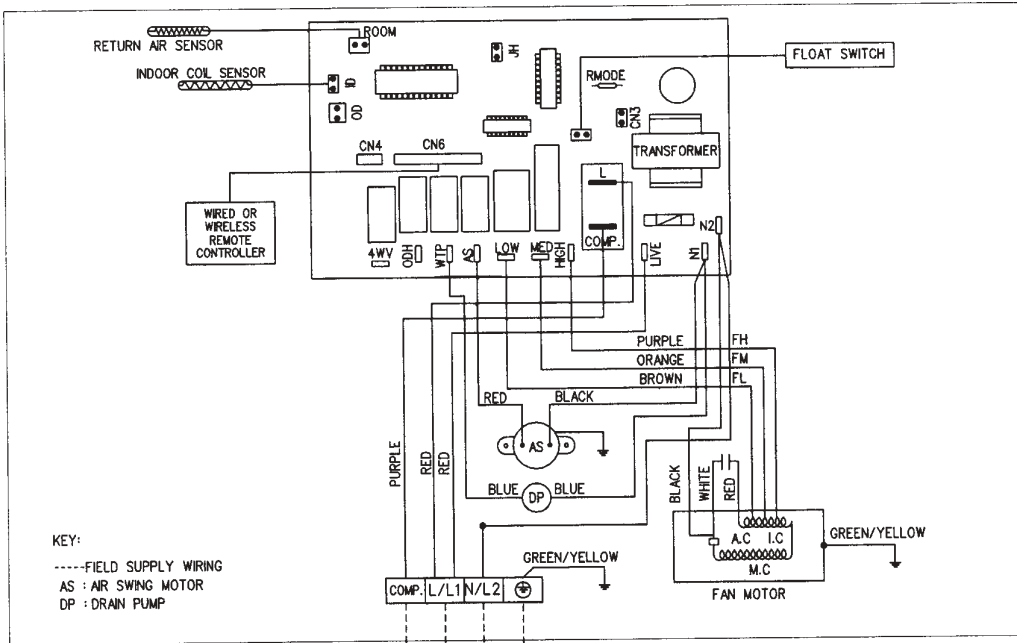 ROOM
RETURN AIR SENSOR
INDOOR COIL SENSOR
ID
OD
JH
RMODE
FLOAT SWITCH
CN3
TRANSFORMER
CN4
CN6
L
COMP.
WIRED OR
WIRELESS
REMOTE
CONTROLLER
4WV
ODH
WTP
AS
LOW
MED
HIGH
LIVE
N1
N2
PURPLE
FH
ORANGE
FM
BROWN
FL
RED
BLACK
AS
PURPLE
RED
RED
BLUE
DP
BLUE
BLACK
WHITE
RED
A.C
I.C
M.C
FAN MOTOR
GREEN/YELLOW
GREEN/YELLOW
COMP.
L/L1
N/L2
KEY:
-----FIELD SUPPLY WIRING
AS : AIR SWING MOTOR
DP : DRAIN PUMP